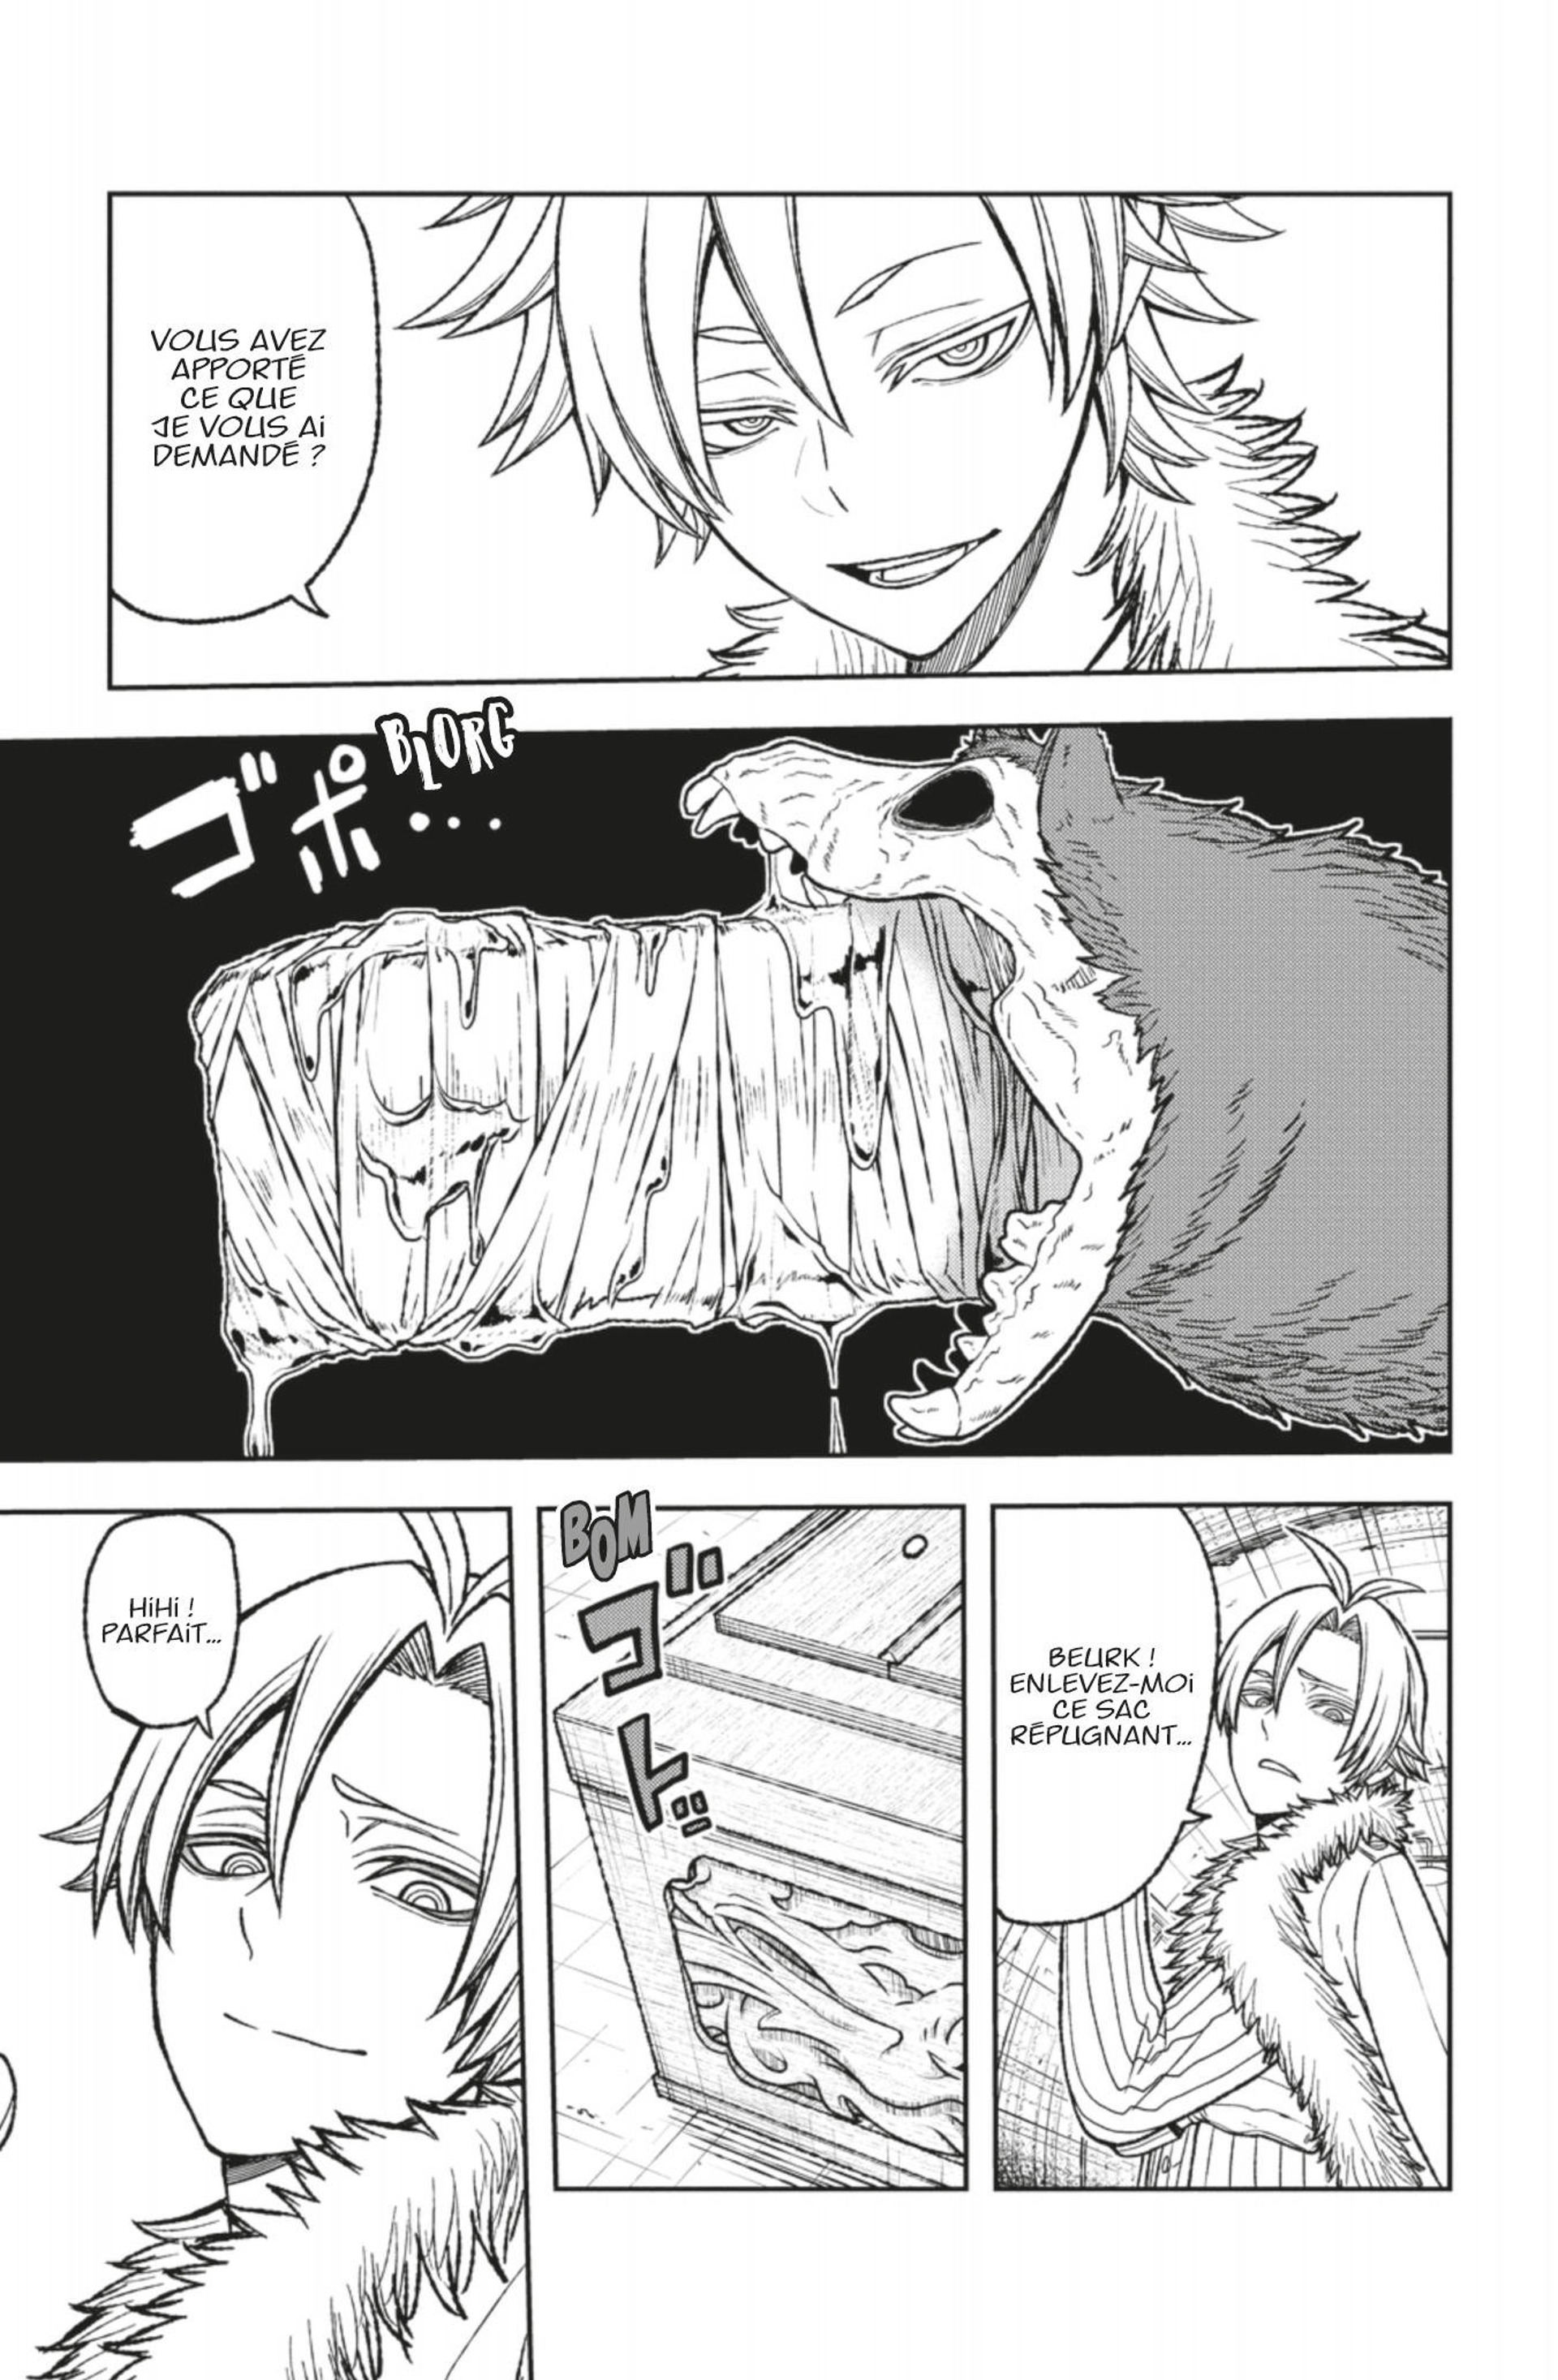 VOUS AVEZ
APPORTÉ
CE QUE
JE VOUS Ai
DEMANDÉ ?
BLORG
ゴポ...
BEURK !
ENLEVEZ-MOi
CE SAC
RÉPUGNANT...
BOM
ゴト...
HiHi !
PARFAiT...